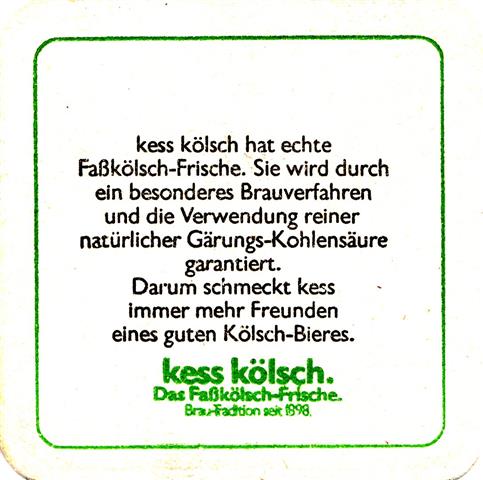 kess kölsch hat echte
Faßkölsch-Frische. Sie wird durch
ein besonderes Brauverfahren
und die Verwendung reiner
natürlicher Gärungs-Kohlensäure
garantiert.
Darum schmeckt kess
immer mehr Freunden
eines guten Kölsch-Bieres.
kess kölsch.
Das Faßkölsch-Frische.
Brau-Tradition seit 1898.